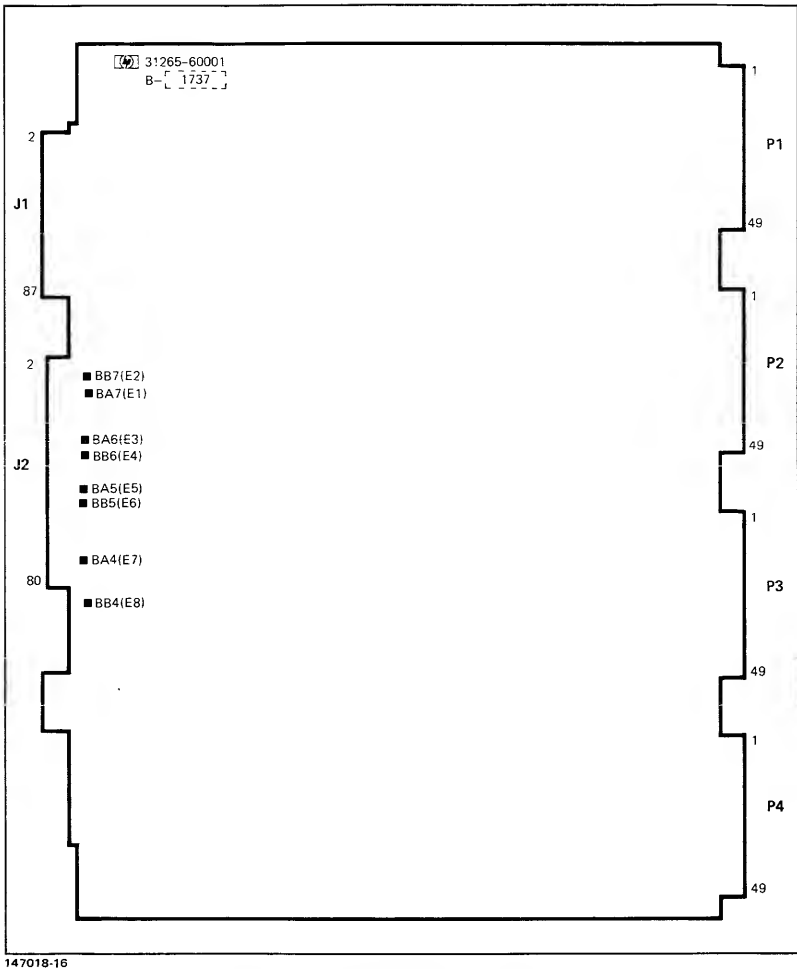 hp 31265-60001
B- 1737
1
2
P1
J1
49
87
1
2
P2
BB7(E2)
BA7(E1)
BA6(E3)
49
BB6(E4)
J2
BA5(E5)
BB5(E6)
1
BA4(E7)
80
P3
BB4(E8)
49
1
P4
49
147018-16